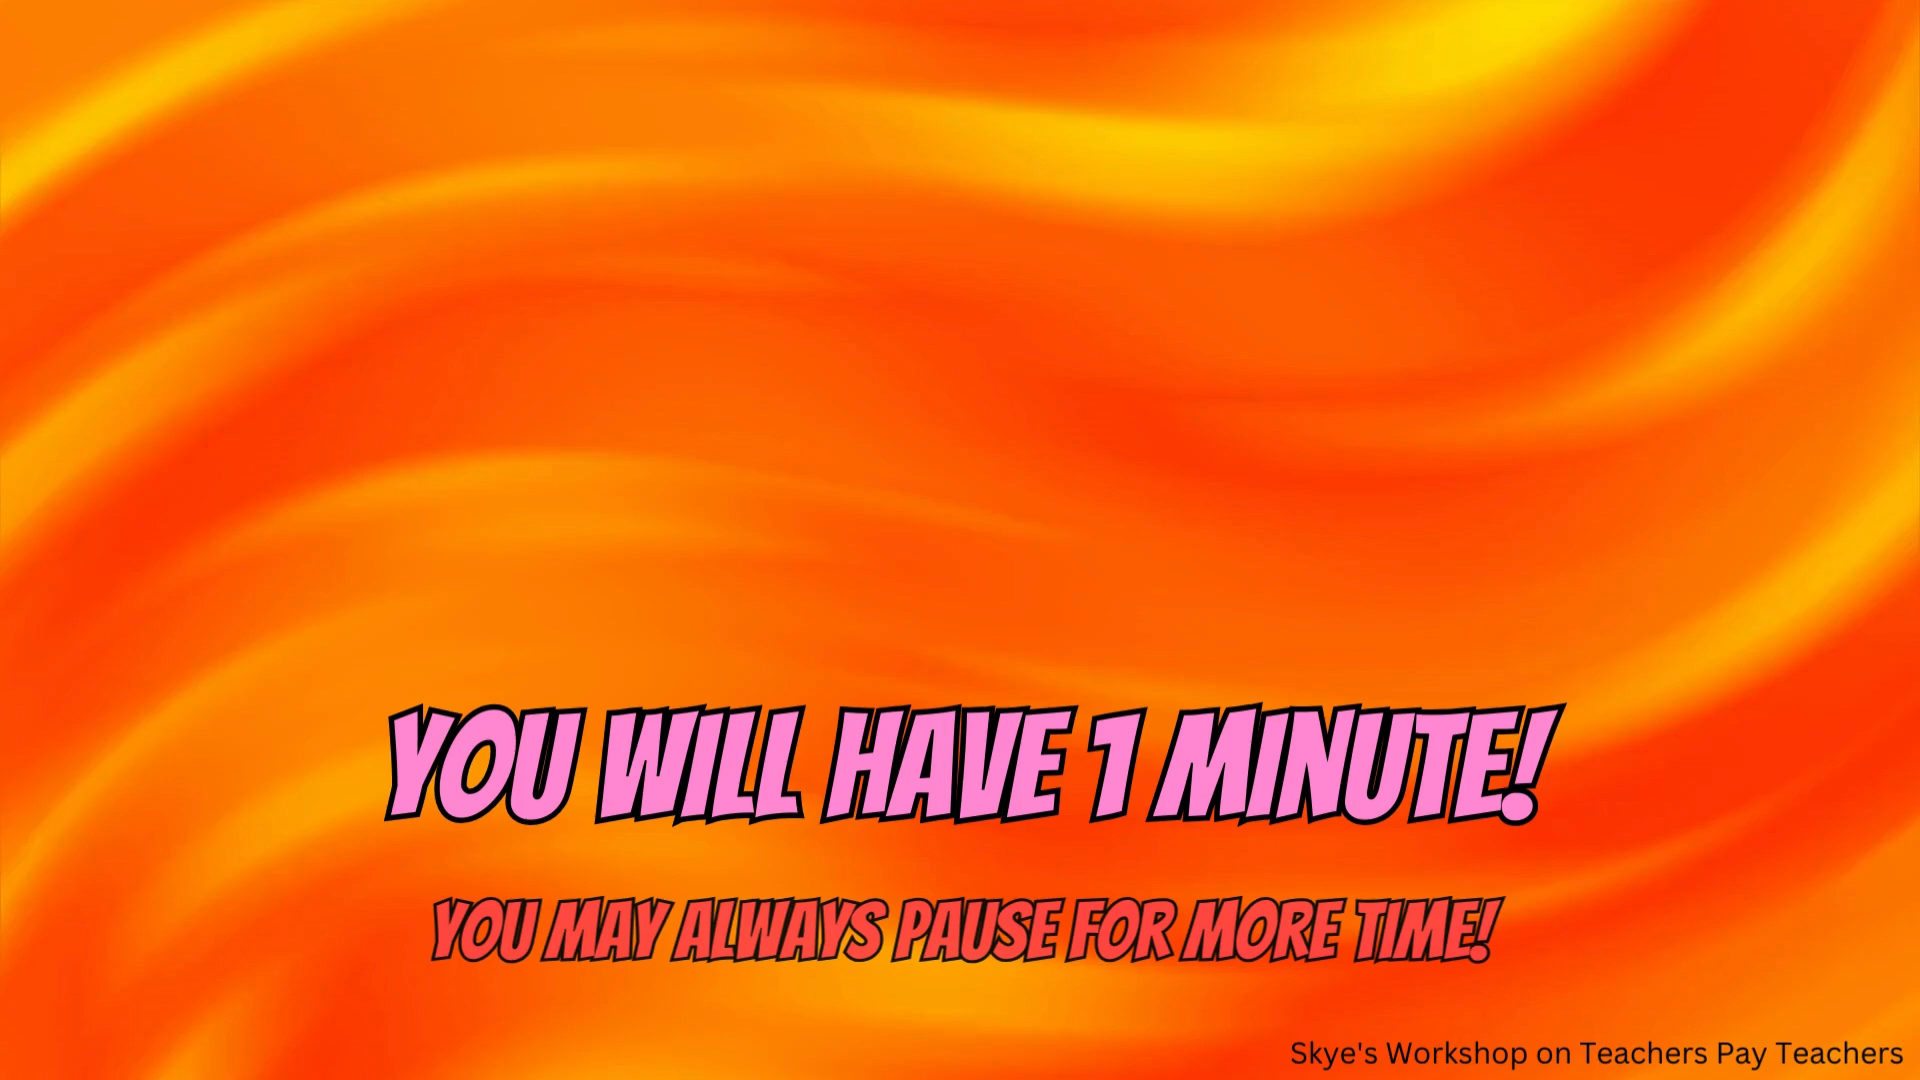 YOU WILL HAVE 1 MINUTE!
YOU MAY ALWAYS PAUSE FOR MORE TIME!
Skye's Workshop on Teachers Pay Teachers